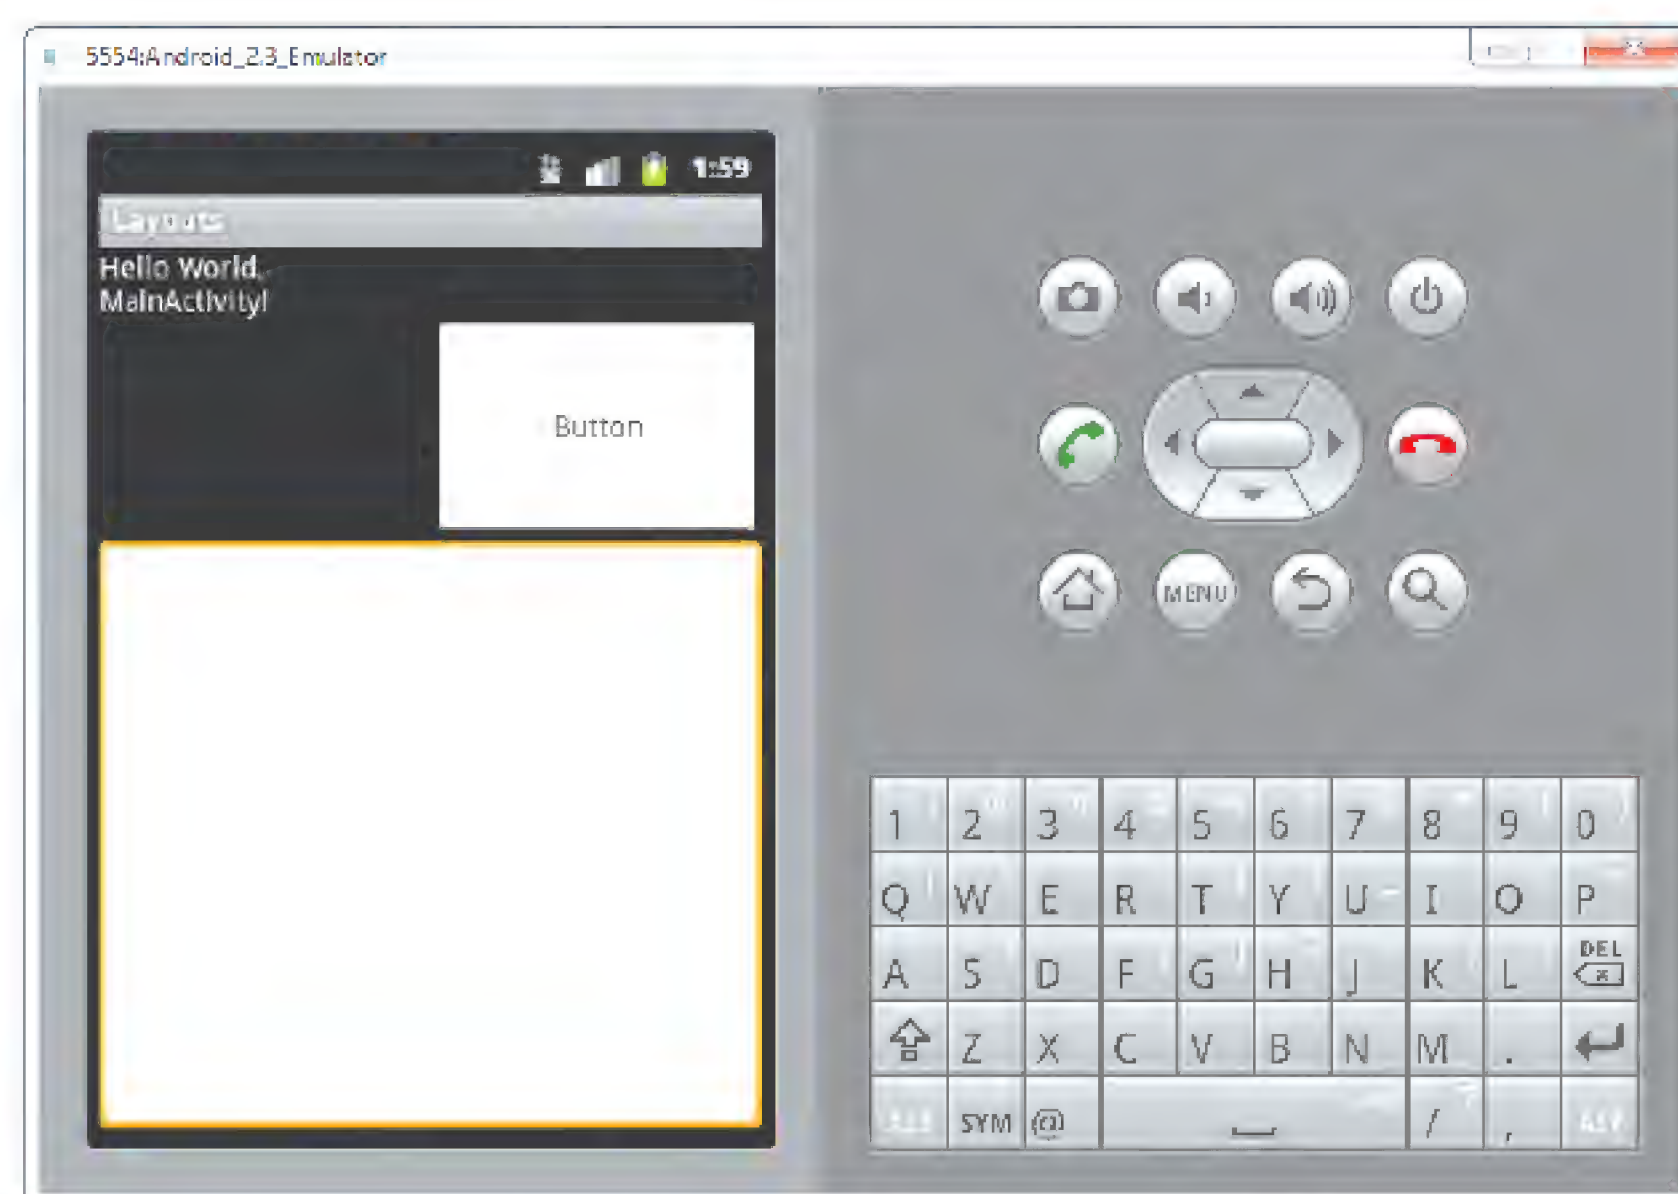 5554:Android_2.3_Emulator
1:59
Layouts
Hello World,
MainActivity!
Button
MENU
1 2 3 4 5 6 7 8 9 0
Q W E R T Y U I O P
A S D F G H J K L DEL
Z X C V B N M .
SYM @ / ,